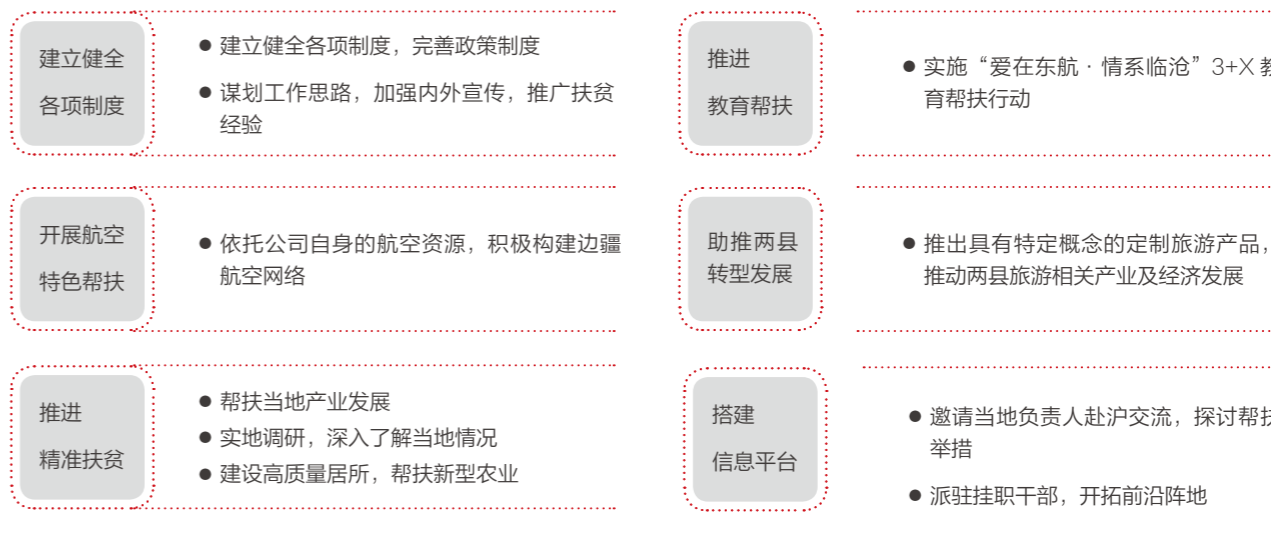 建立健全
各项制度
● 建立健全各项制度，完善政策制度
● 谋划工作思路，加强内外宣传，推广扶贫
经验
推进
教育帮扶
● 实施“爱在东航·情系临沧”3+X 教
育帮扶行动
开展航空
特色帮扶
● 依托公司自身的航空资源，积极构建边疆
航空网络
助推两县
转型发展
● 推出具有特定概念的定制旅游产品，
推动两县旅游相关产业及经济发展
推进
精准扶贫
● 帮扶当地产业发展
● 实地调研，深入了解当地情况
● 建设高质量居所，帮扶新型农业
搭建
信息平台
● 邀请当地负责人赴沪交流，探讨帮扶
举措
● 派驻挂职干部，开拓前沿阵地